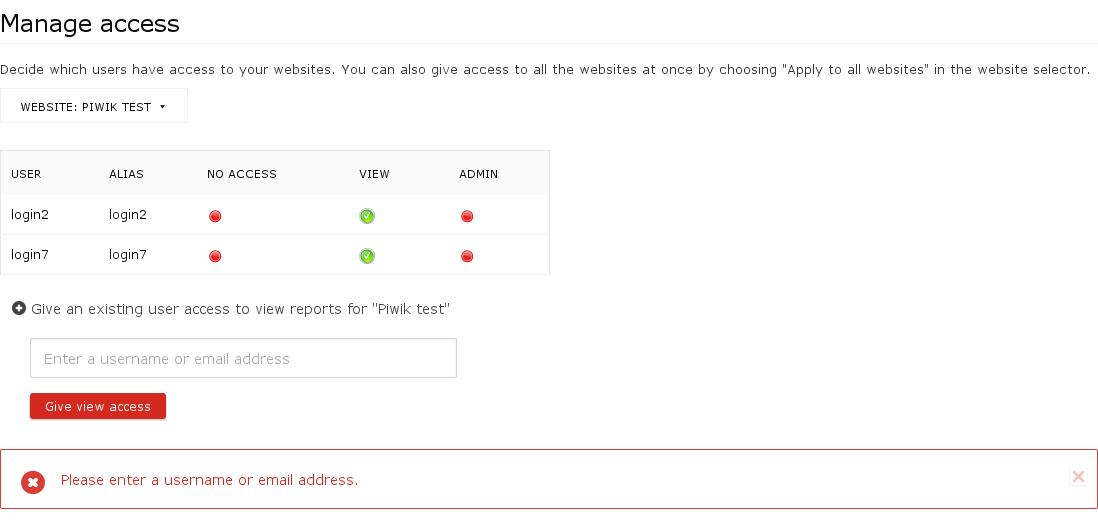 Manage access
Decide which users have access to your websites. You can also give access to all the websites at once by choosing "Apply to all websites" in the website selector.
WEBSITE: PIWIK TEST
USER ALIAS NO ACCESS VIEW ADMIN
login2 login2
login7 login7
Give an existing user access to view reports for "Piwik test"
Enter a username or email address
Give view access
Please enter a username or email address.